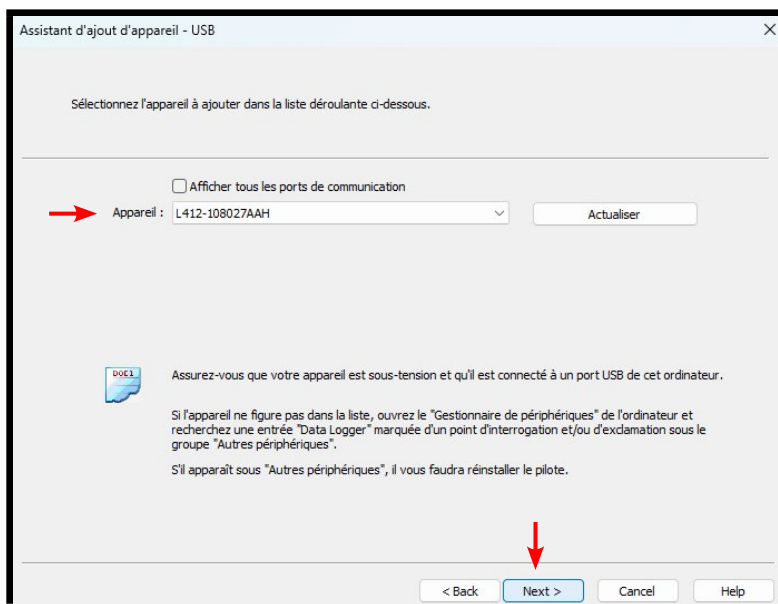 Assistant d'ajout d'appareil - USB
Sélectionnez l'appareil à ajouter dans la liste déroulante ci-dessous.
Afficher tous les ports de communication
Appareil : L412-108027AAH Actualiser
DOE1
Assurez-vous que votre appareil est sous-tension et qu'il est connecté à un port USB de cet ordinateur.
Si l'appareil ne figure pas dans la liste, ouvrez le "Gestionnaire de périphériques" de l'ordinateur et
recherchez une entrée "Data Logger" marquée d'un point d'interrogation et/ou d'exclamation sous le
groupe "Autres périphériques".
S'il apparaît sous "Autres périphériques", il vous faudra réinstaller le pilote.
< Back Next > Cancel Help